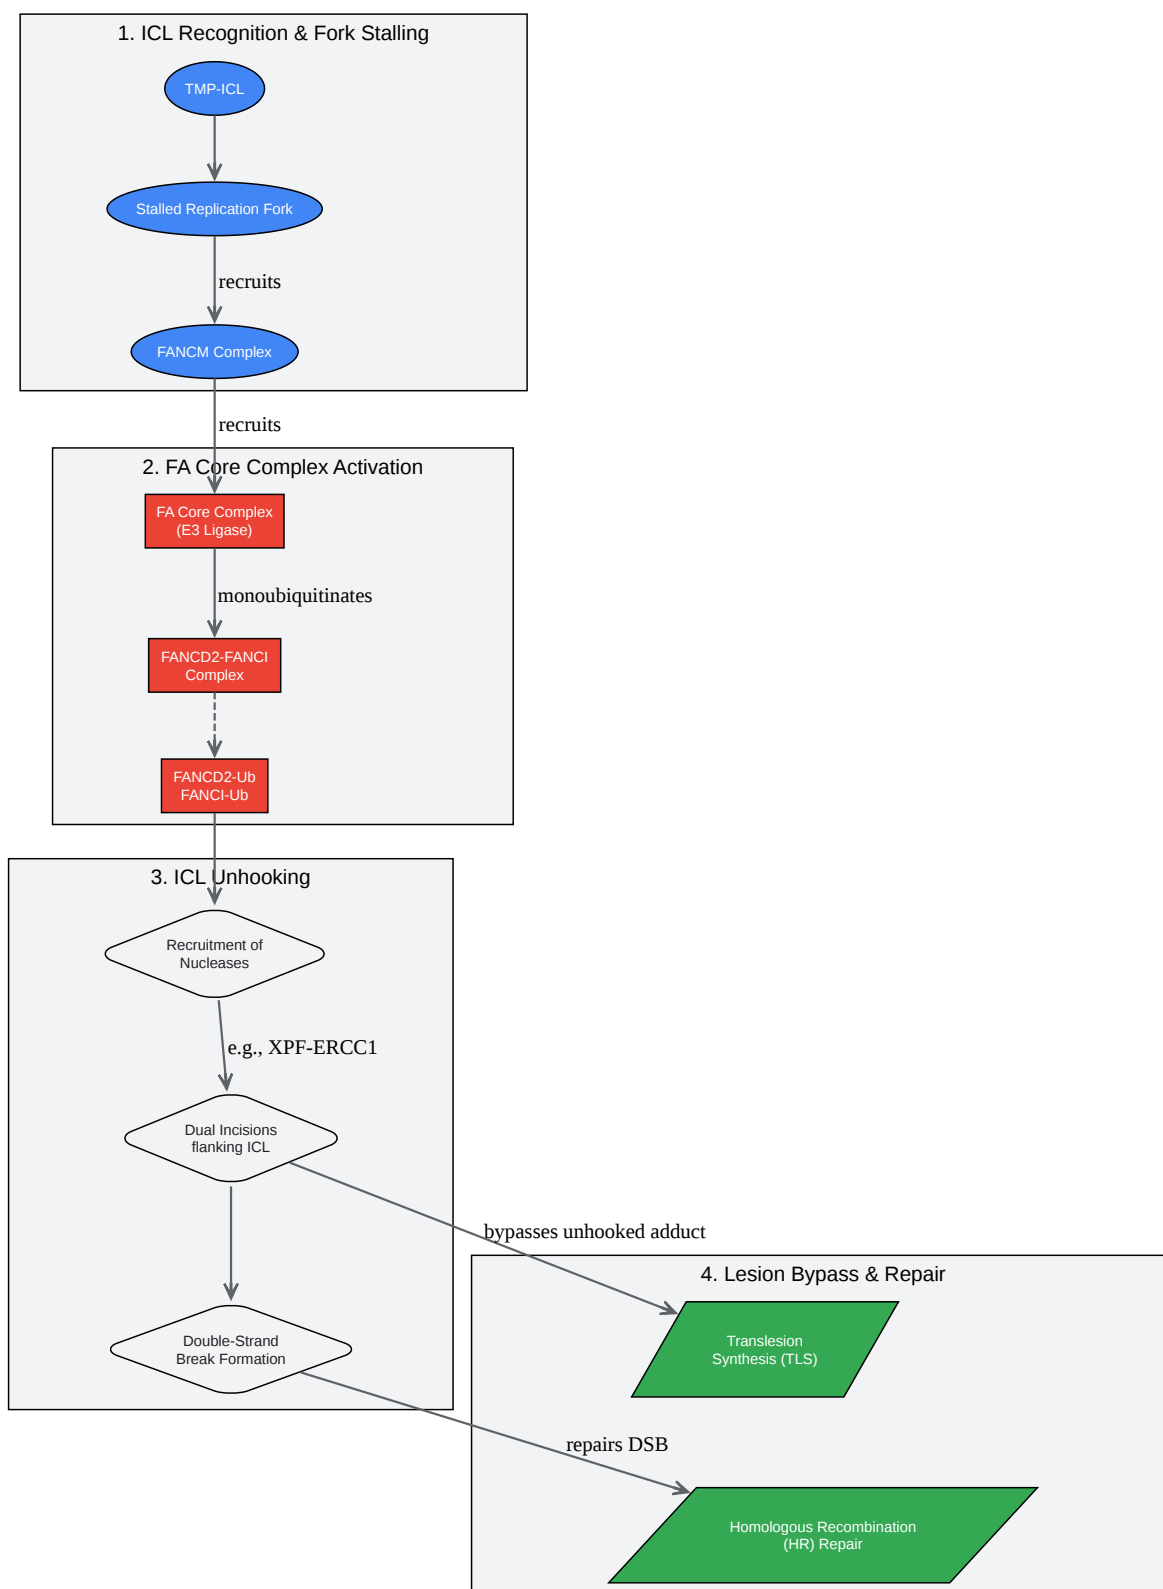 1. ICL Recognition & Fork Stalling
TMP-ICL
Stalled Replication Fork
recruits
FANCM Complex
recruits
2. FA Core Complex Activation
FA Core Complex
(E3 Ligase)
monoubiquitinates
FANCD2-FANCI
Complex
FANCD2-Ub
FANCI-Ub
3. ICL Unhooking
Recruitment of
Nucleases
e.g., XPF-ERCC1
Dual Incisions
flanking ICL
bypasses unhooked adduct
4. Lesion Bypass & Repair
Translesion
Synthesis (TLS)
Double-Strand
Break Formation
repairs DSB
Homologous Recombination
(HR) Repair